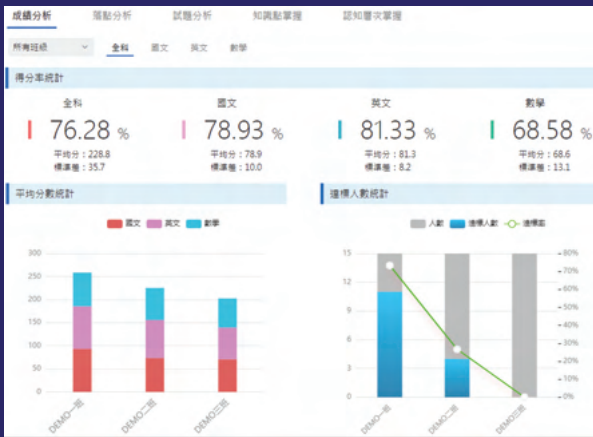 成績分析 落點分析 試題分析 知識點掌握 認知層次掌握
所有班級 全科 國文 英文 數學
得分率統計
全科 國文 英文 數學
76.28 % 78.93 % 81.33 % 68.58 %
平均分：228.8 平均分：78.9 平均分：81.3 平均分：68.6
標準差：35.7 標準差：10.0 標準差：8.2 標準差：13.1
平均分數統計 達標人數統計
國文 英文 數學 人數 達標人數 達標率
300 15 80%
70%
250
12 60%
200
9 50%
150 40%
6 30%
100
20%
50 3
10%
0 0 0%
DEMO一班 DEMO二班 DEMO三班 DEMO一班 DEMO二班 DEMO三班